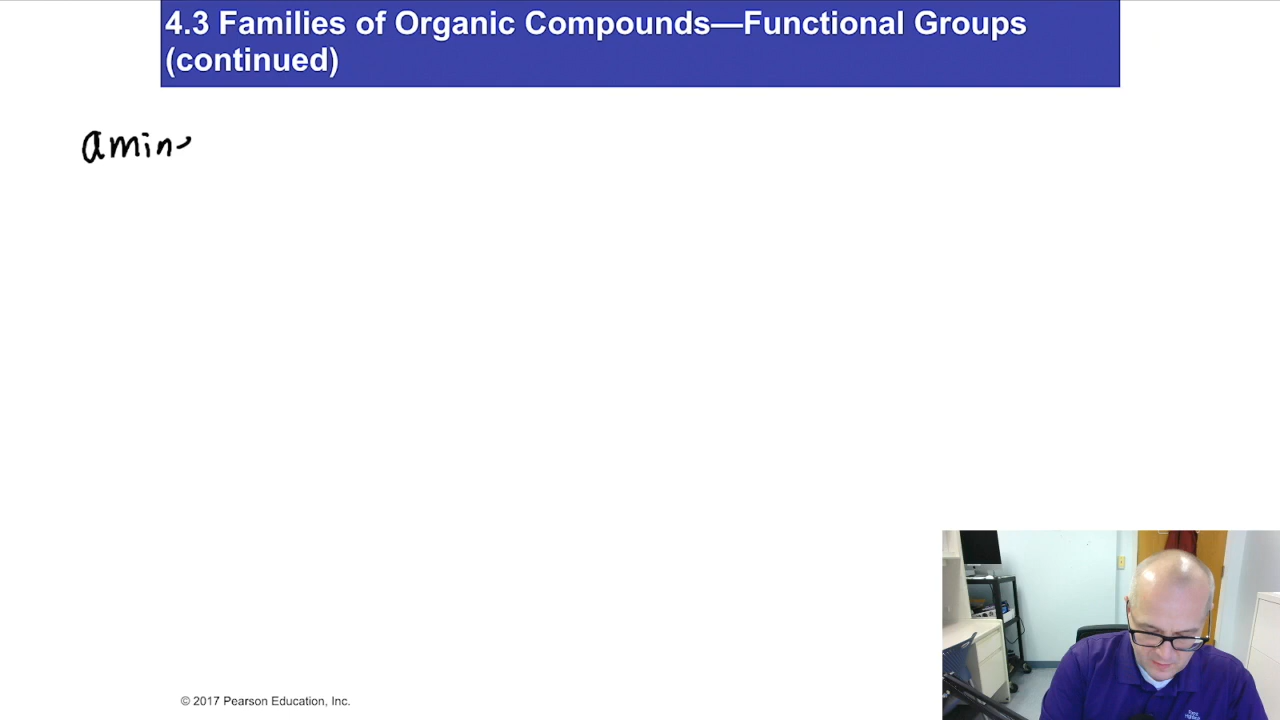 4.3 Families of Organic Compounds—Functional Groups
(continued)
amin
© 2017 Pearson Education, Inc.